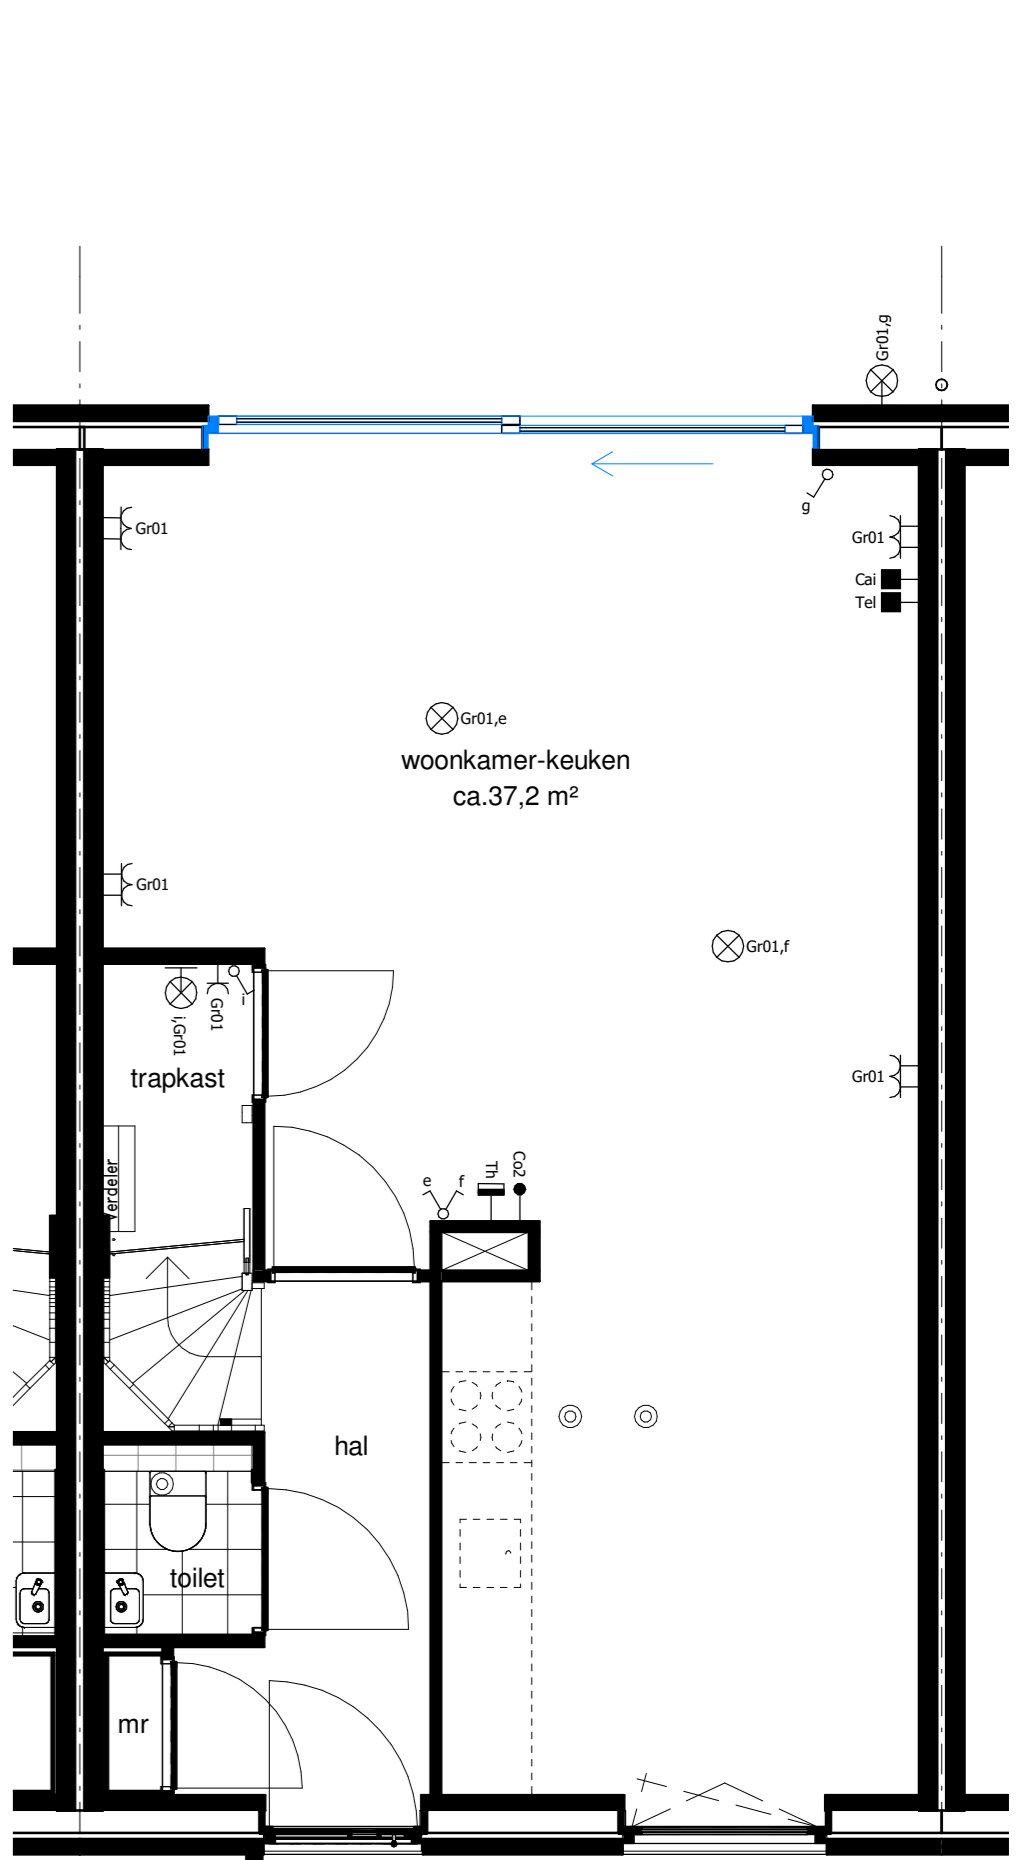 Gr01,g
g
Gr01
Gr01
Cai
Tel
Gr01,e
woonkamer-keuken
ca.37,2 m²
Gr01
Gr01,f
i
Gr01
i,Gr01
trapkast
Gr01
verdeler
e
f
Th
Co2
hal
toilet
mr